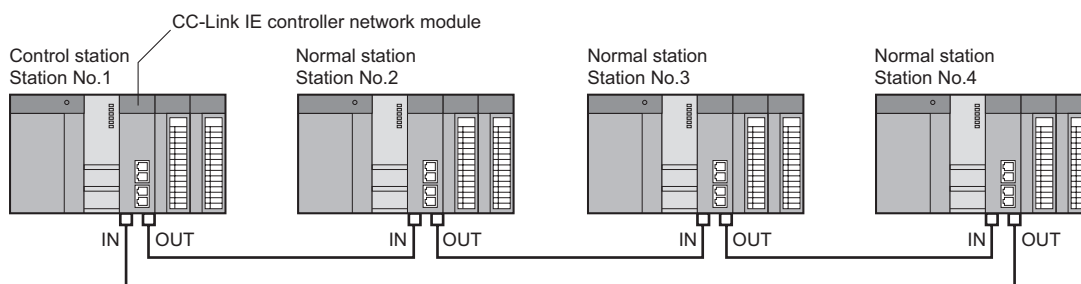 CC-Link IE controller network module
Control station
Station No.1
Normal station
Station No.2
Normal station
Station No.3
Normal station
Station No.4
IN OUT
IN OUT
IN OUT
IN OUT